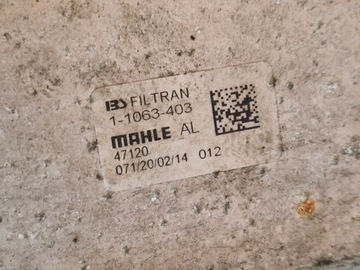 IBS FILTRAN
1-1063-403
MAHLE AL
47120
071/20/02/14 012